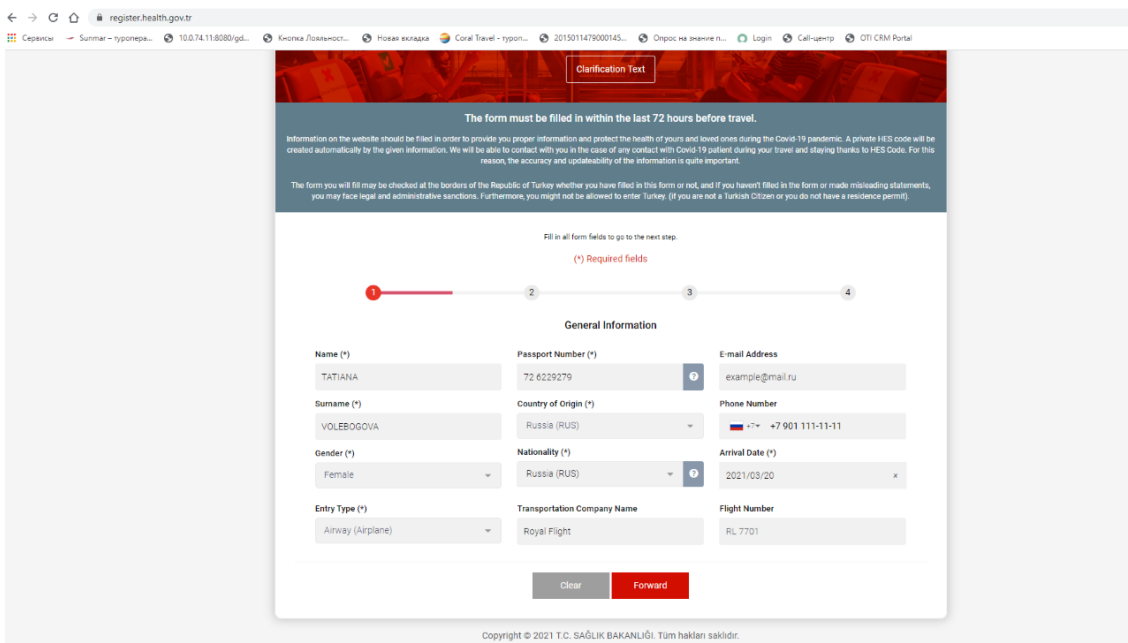 register.health.gov.tr
Сервисы Sunmar – туропера... 10.0.74.11:8080/gd... Кнопка Лояльност... Новая вкладка Coral Travel - туроп... 2015011479000145... Опрос на знание п... Login Call-центр OTI CRM Portal
Clarification Text
The form must be filled in within the last 72 hours before travel.
Information on the website should be filled in order to provide you proper information and protect the health of yours and loved ones during the Covid-19 pandemic. A private HES code will be
created automatically by the given information. We will be able to contact with you in the case of any contact with Covid-19 patient during your travel and staying thanks to HES Code. For this
reason, the accuracy and updateability of the information is quite important.
The form you will fill may be checked at the borders of the Republic of Turkey whether you have filled in this form or not, and If you haven't filled in the form or made misleading statements,
you may face legal and administrative sanctions. Furthermore, you might not be allowed to enter Turkey. (if you are not a Turkish Citizen or you do not have a residence permit).
Fill in all form fields to go to the next step.
(*) Required fields
1 2 3 4
General Information
Name (*) Passport Number (*) E-mail Address
TATIANA 72 6229279 ? example@mail.ru
Surname (*) Country of Origin (*) Phone Number
VOLEBOGOVA Russia (RUS) +7 +7 901 111-11-11
Gender (*) Nationality (*) Arrival Date (*)
Female Russia (RUS) ? 2021/03/20 x
Entry Type (*) Transportation Company Name Flight Number
Airway (Airplane) Royal Flight RL 7701
Clear Forward
Copyright © 2021 T.C. SAĞLIK BAKANLIĞI. Tüm hakları saklıdır.